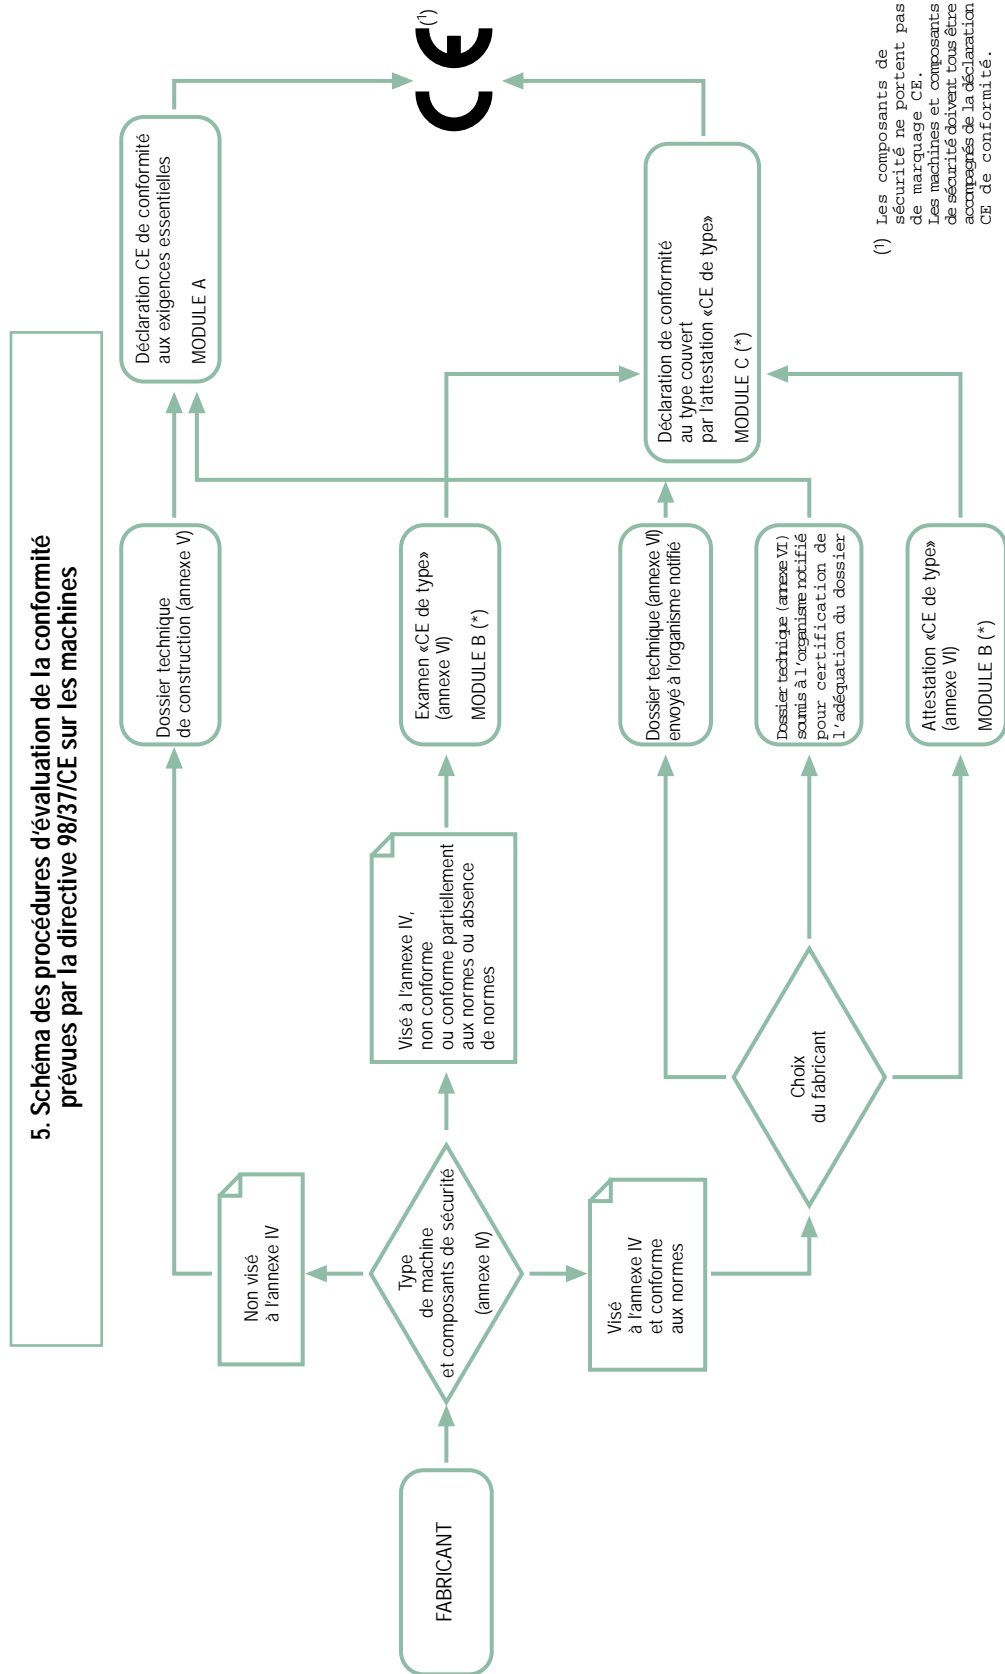 5. Schéma des procédures d'évaluation de la conformité
prévues par la directive 98/37/CE sur les machines
FABRICANT
Type
de machine
et composants de sécurité
(annexe IV)
Non visé
à l'annexe IV
Visé à l'annexe IV,
non conforme
ou conforme partiellement
aux normes ou absence
de normes
Visé
à l'annexe IV
et conforme
aux normes
Choix
du fabricant
Dossier technique
de construction (annexe V)
Examen «CE de type»
(annexe VI)
MODULE B (*)
Dossier technique (annexe VI)
envoyé à l'organisme notifié
Dossier technique (annexe VI)
soumis à l'organisme notifié
pour certification de
l'adéquation du dossier
Attestation «CE de type»
(annexe VI)
MODULE B (*)
Déclaration CE de conformité
aux exigences essentielles
MODULE A
Déclaration de conformité
au type couvert
par l'attestation «CE de type»
MODULE C (*)
CE (1)
(1) Les composants de
sécurité ne portent pas
de marquage CE.
Les machines et composants
de sécurité doivent tous être
accompagnés de la déclaration
CE de conformité.